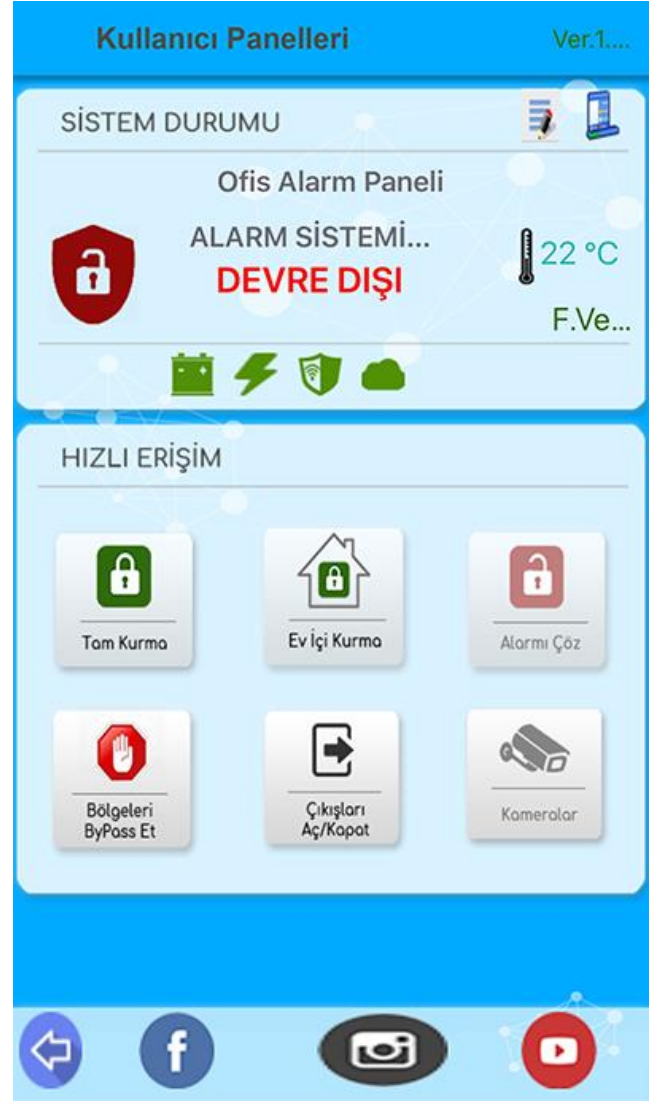 Kullanıcı Panelleri
Ver.1....
SİSTEM DURUMU
Ofis Alarm Paneli
ALARM SİSTEMİ...
DEVRE DIŞI
22 °C
F.Ve...
HIZLI ERİŞİM
Tam Kurma
Ev İçi Kurma
Alarmı Çöz
Bölgeleri
ByPass Et
Çıkışları
Aç/Kapat
Kameralar